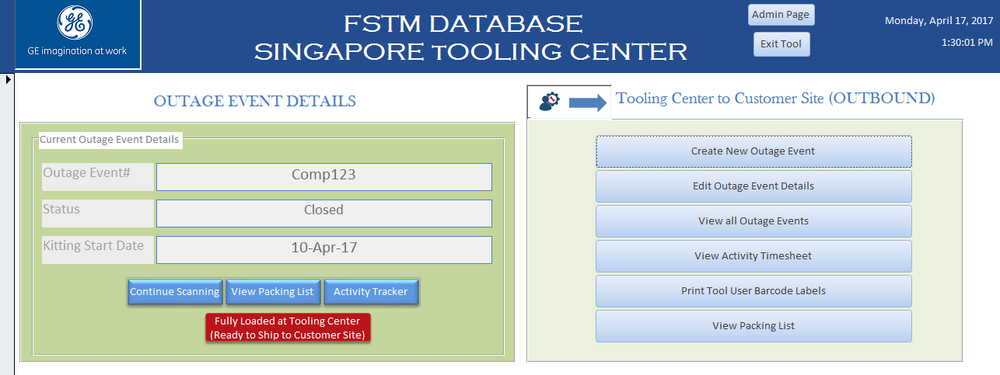 GE imagination at work
FSTM DATABASE
SINGAPORE TOOLING CENTER
Admin Page
Exit Tool
Monday, April 17, 2017
1:30:01 PM
OUTAGE EVENT DETAILS
Current Outage Event Details
Outage Event#
Comp123
Status
Closed
Kitting Start Date
10-Apr-17
Continue Scanning
View Packing List
Activity Tracker
Fully Loaded at Tooling Center
(Ready to Ship to Customer Site)
Tooling Center to Customer Site (OUTBOUND)
Create New Outage Event
Edit Outage Event Details
View all Outage Events
View Activity Timesheet
Print Tool User Barcode Labels
View Packing List